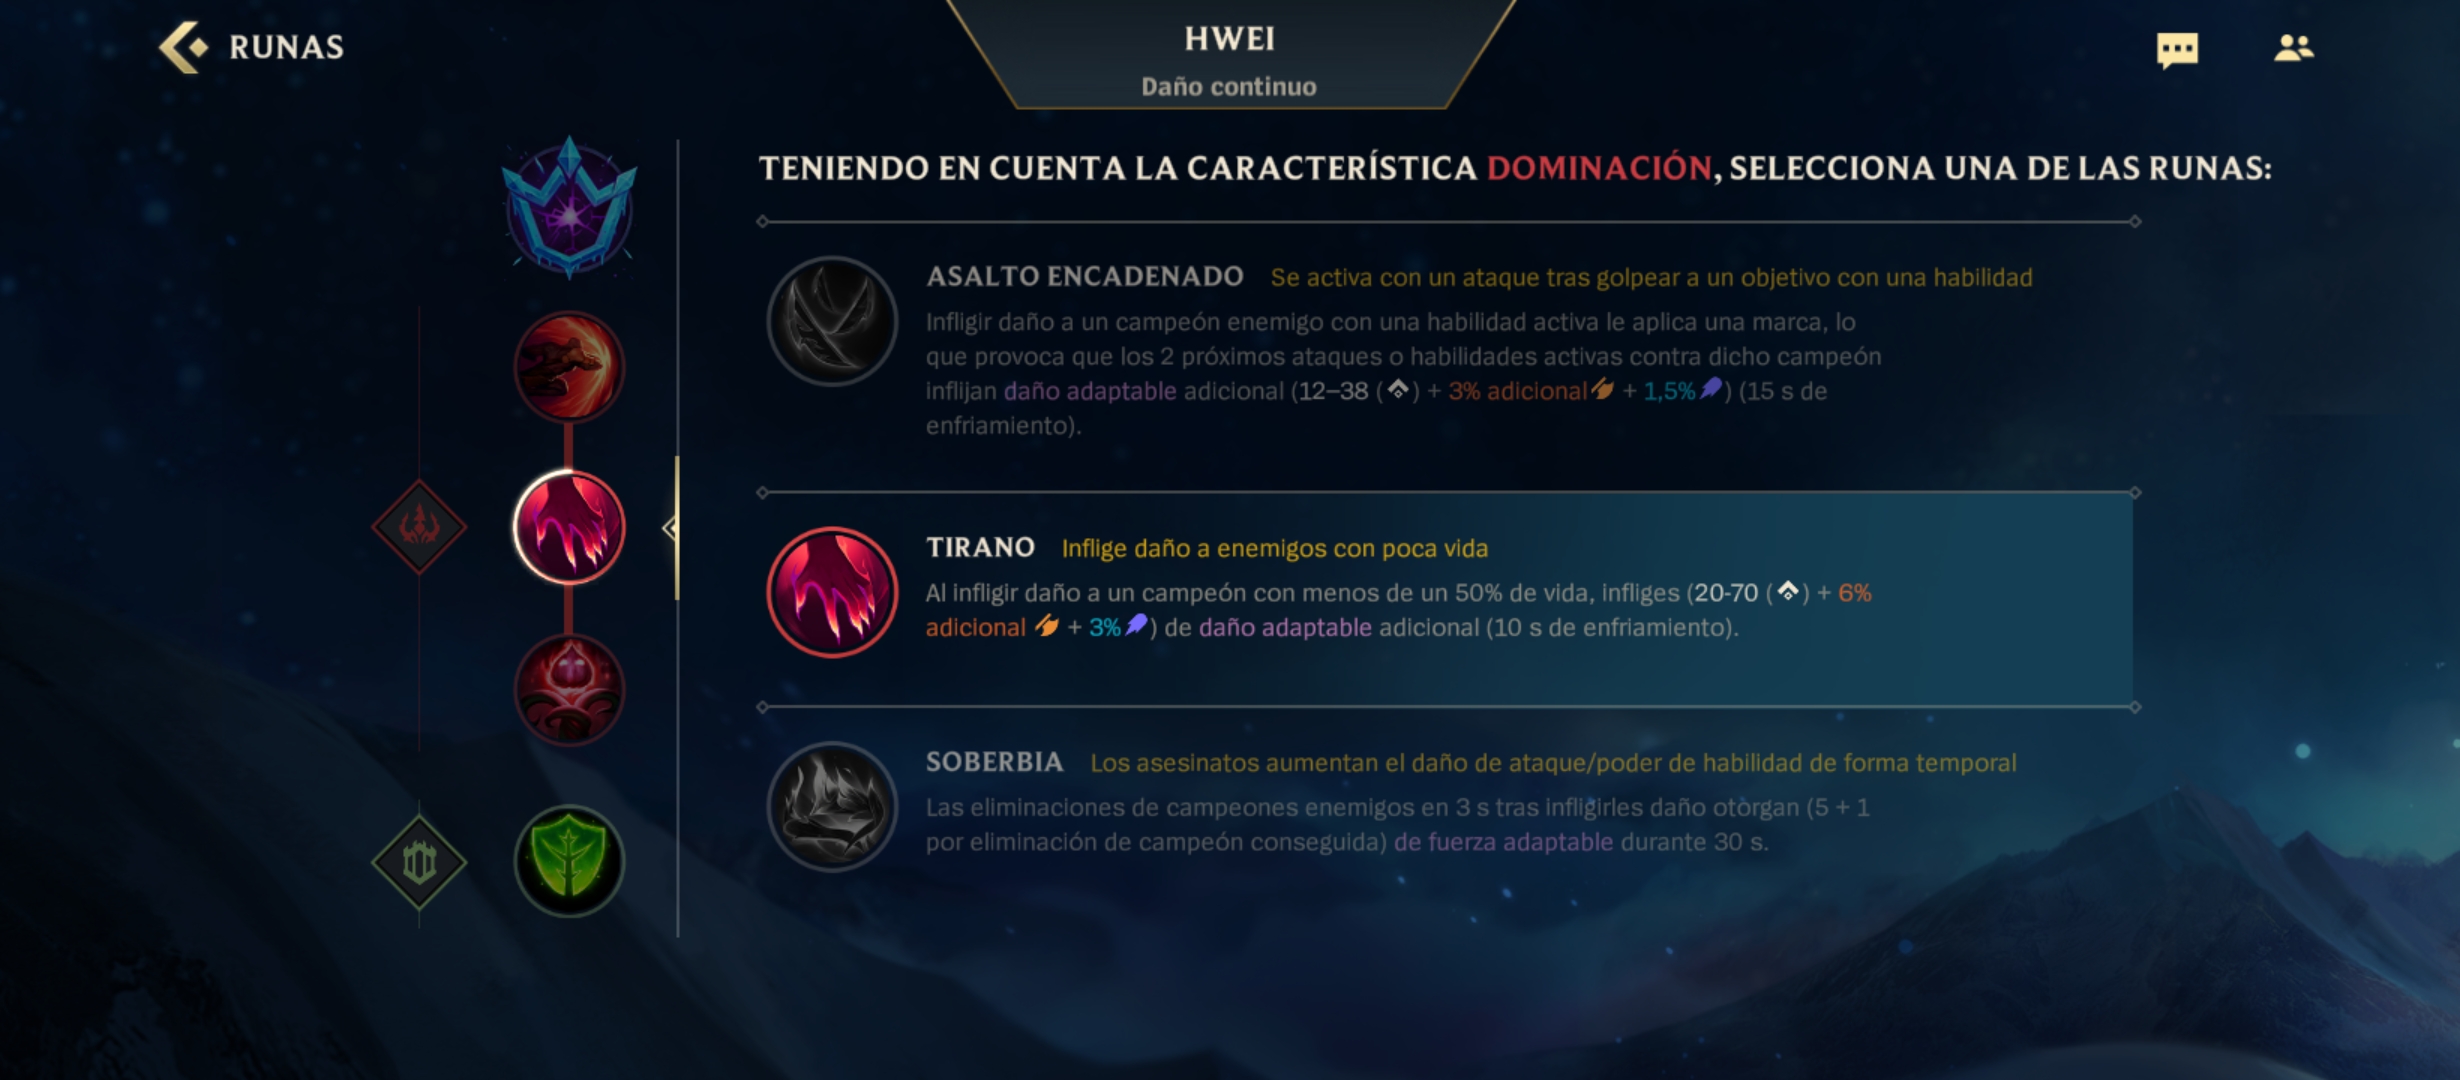 RUNAS
HWEI
Daño continuo
TENIENDO EN CUENTA LA CARACTERÍSTICA DOMINACIÓN, SELECCIONA UNA DE LAS RUNAS:
ASALTO ENCADENADO Se activa con un ataque tras golpear a un objetivo con una habilidad
Infligir daño a un campeón enemigo con una habilidad activa le aplica una marca, lo
que provoca que los 2 próximos ataques o habilidades activas contra dicho campeón
inflijan daño adaptable adicional (12–38 ( ) + 3% adicional + 1,5% ) (15 s de
enfriamiento).
TIRANO Inflige daño a enemigos con poca vida
Al infligir daño a un campeón con menos de un 50% de vida, infliges (20-70 ( ) + 6%
adicional + 3% ) de daño adaptable adicional (10 s de enfriamiento).
SOBERBIA Los asesinatos aumentan el daño de ataque/poder de habilidad de forma temporal
Las eliminaciones de campeones enemigos en 3 s tras infligirles daño otorgan (5 + 1
por eliminación de campeón conseguida) de fuerza adaptable durante 30 s.